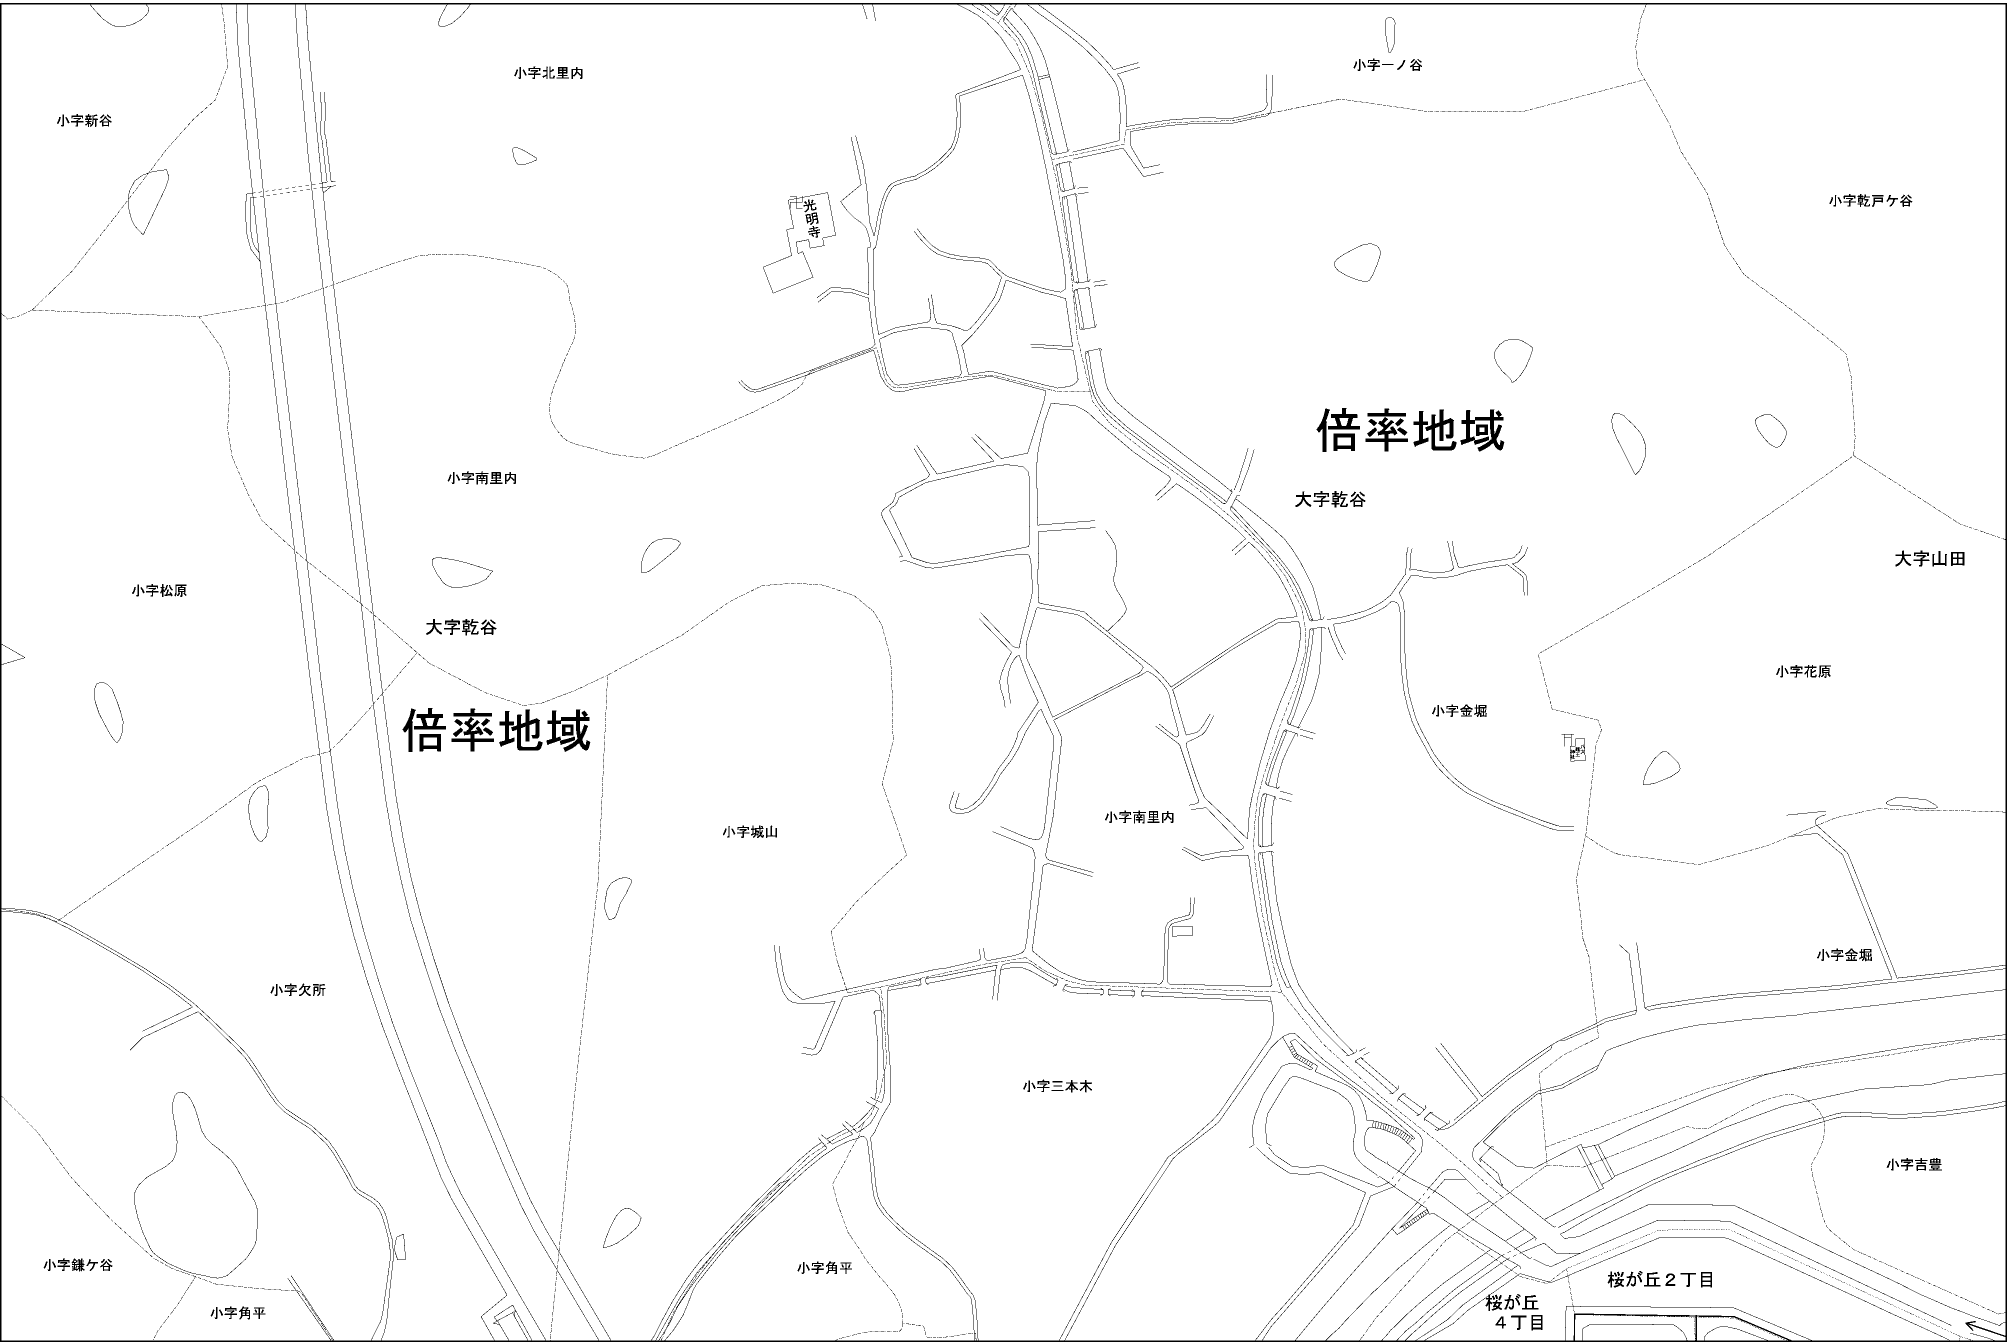 小字一ノ谷
小字北里内
小字新谷
小字乾戸ケ谷
光明寺
倍率地域
小字南里内
大字乾谷
大字山田
小字松原
大字乾谷
小字花原
小字金堀
倍率地域
小字南里内
小字城山
小字金堀
小字欠所
小字三本木
小字吉豊
小字鎌ケ谷
小字角平
桜が丘2丁目
桜が丘
4丁目
小字角平